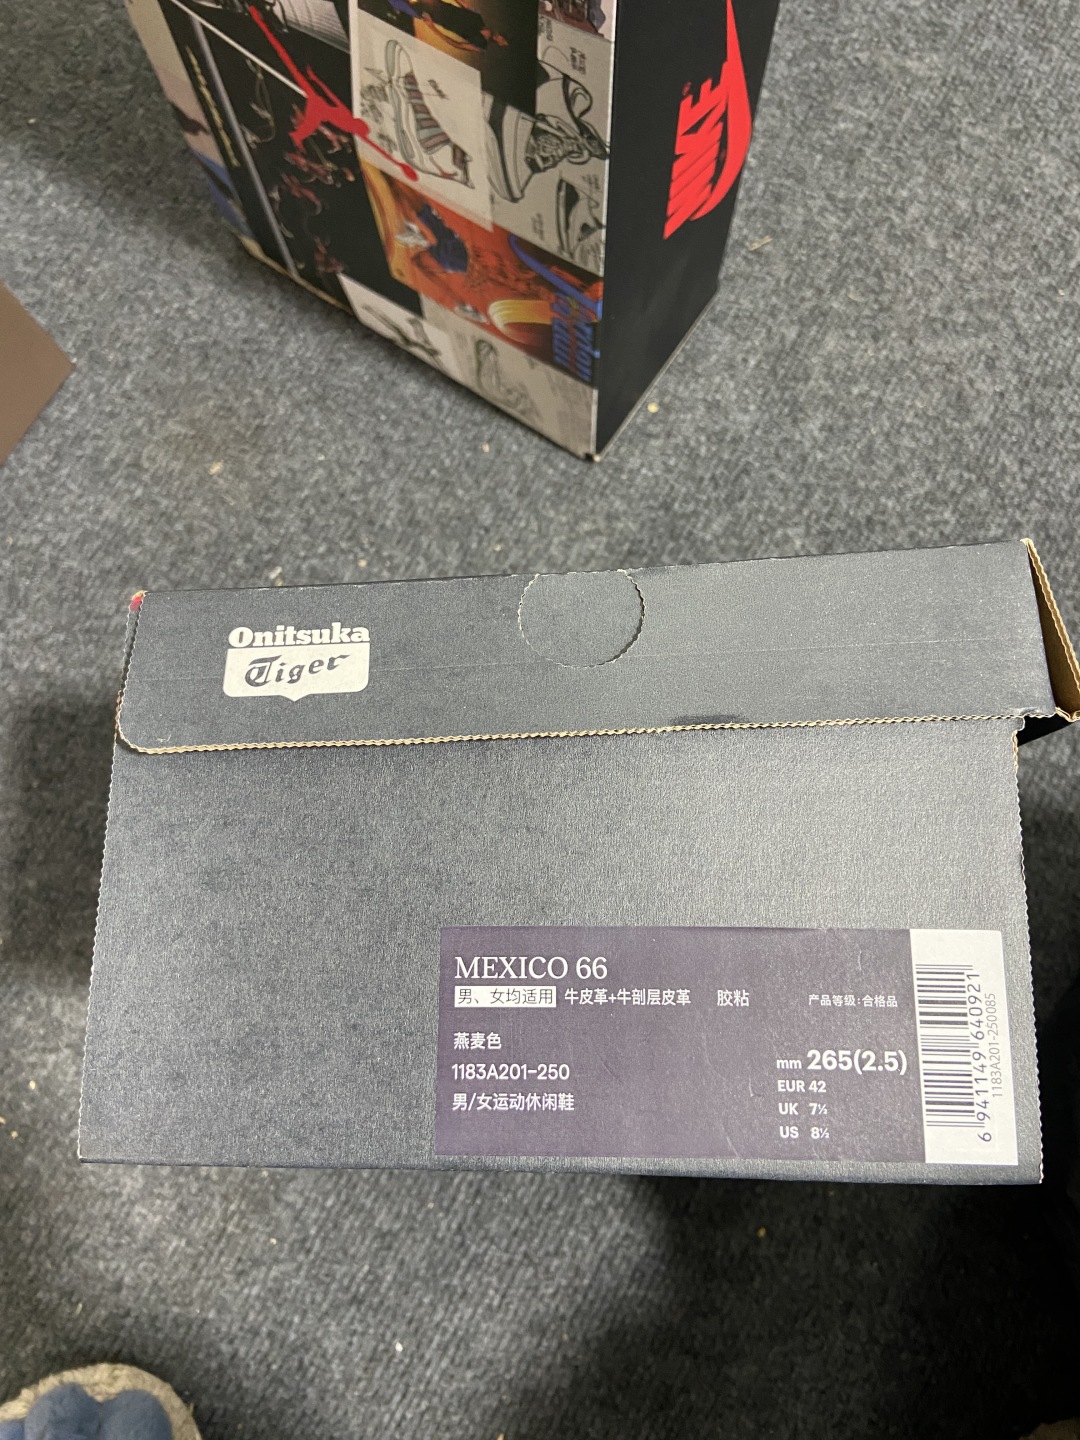 NIKE
Onitsuka
Tiger
MEXICO 66
男、女均适用 牛皮革+牛剖层皮革 胶粘 产品等级:合格品
燕麦色
1183A201-250
男/女运动休闲鞋
mm 265(2.5)
EUR 42
UK 7½
US 8½
6 941149 640921
1183A201-250085